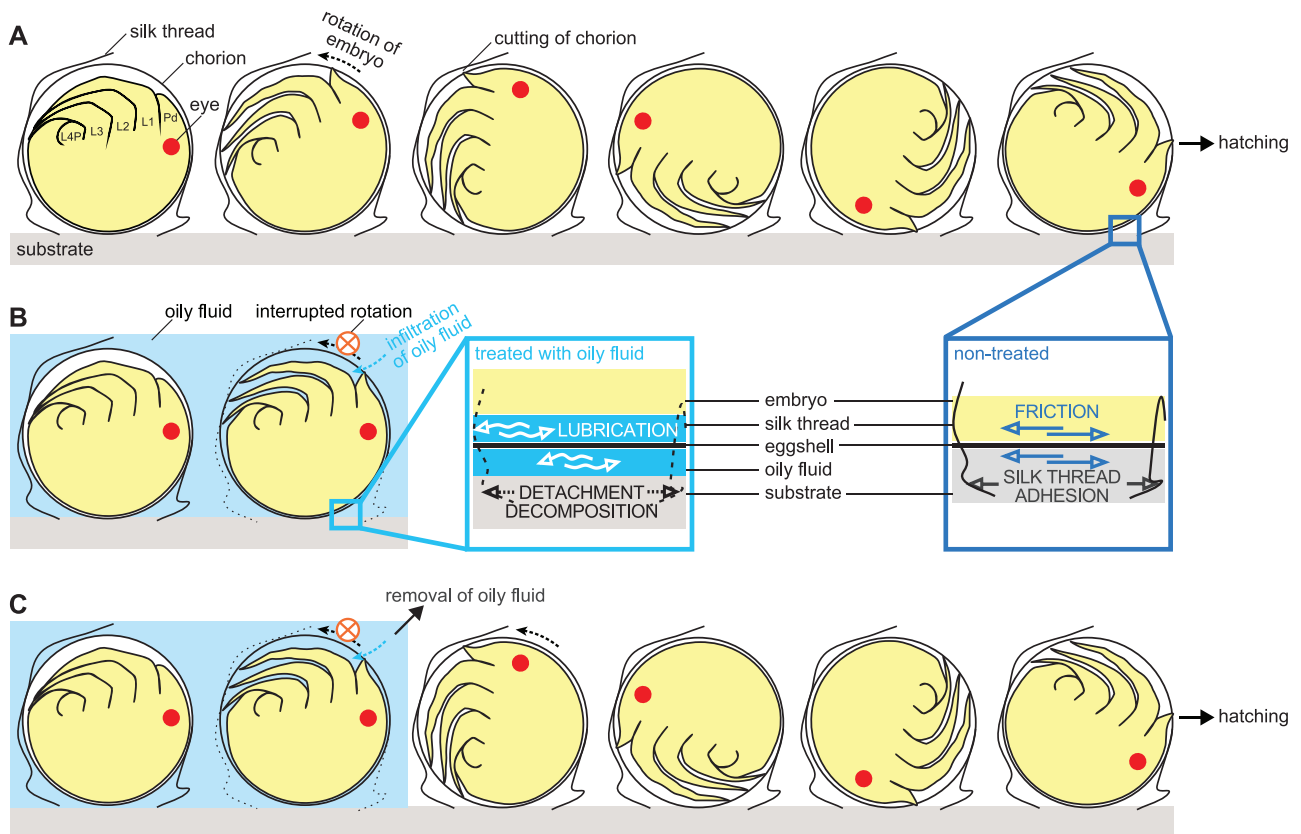 A
silk thread
chorion
rotation of
embryo
cutting of chorion
eye
L4P
L3
L2
L1
Pd
hatching
substrate
B
oily fluid
interrupted rotation
infiltration
of oily fluid
treated with oily fluid
LUBRICATION
DETACHMENT
DECOMPOSITION
embryo
silk thread
eggshell
oily fluid
substrate
non-treated
FRICTION
SILK THREAD
ADHESION
C
removal of oily fluid
hatching